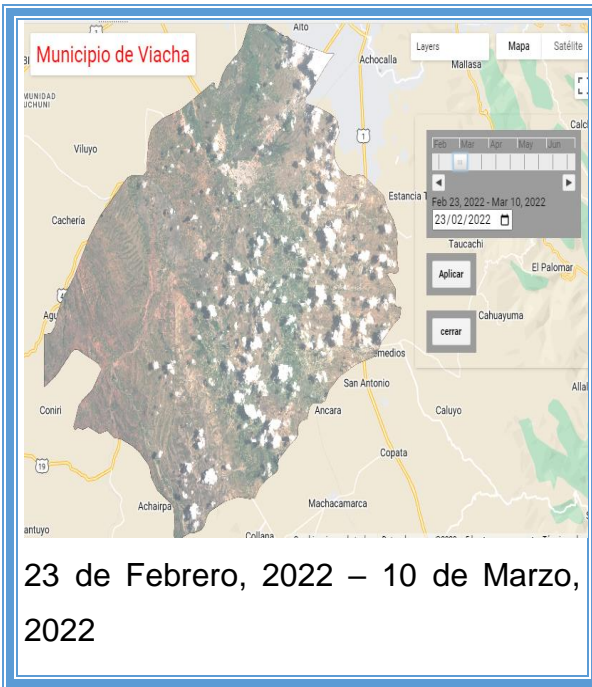 Alto
Municipio de Viacha
Layers
Mapa
Satélite
Achocalla
Mallasa
UCHUNI
Viluyo
Feb
Mar
Apr
May
Jun
Feb 23, 2022 - Mar 10, 2022
23/02/2022
Cacheria
Taucachi
Aplicar
El Palomar
Cahuayuma
cerrar
San Antonio
Coniri
Ancara
Caluyo
19
Copata
Achairpa
Machacamarca
23 de Febrero, 2022 – 10 de Marzo,
2022